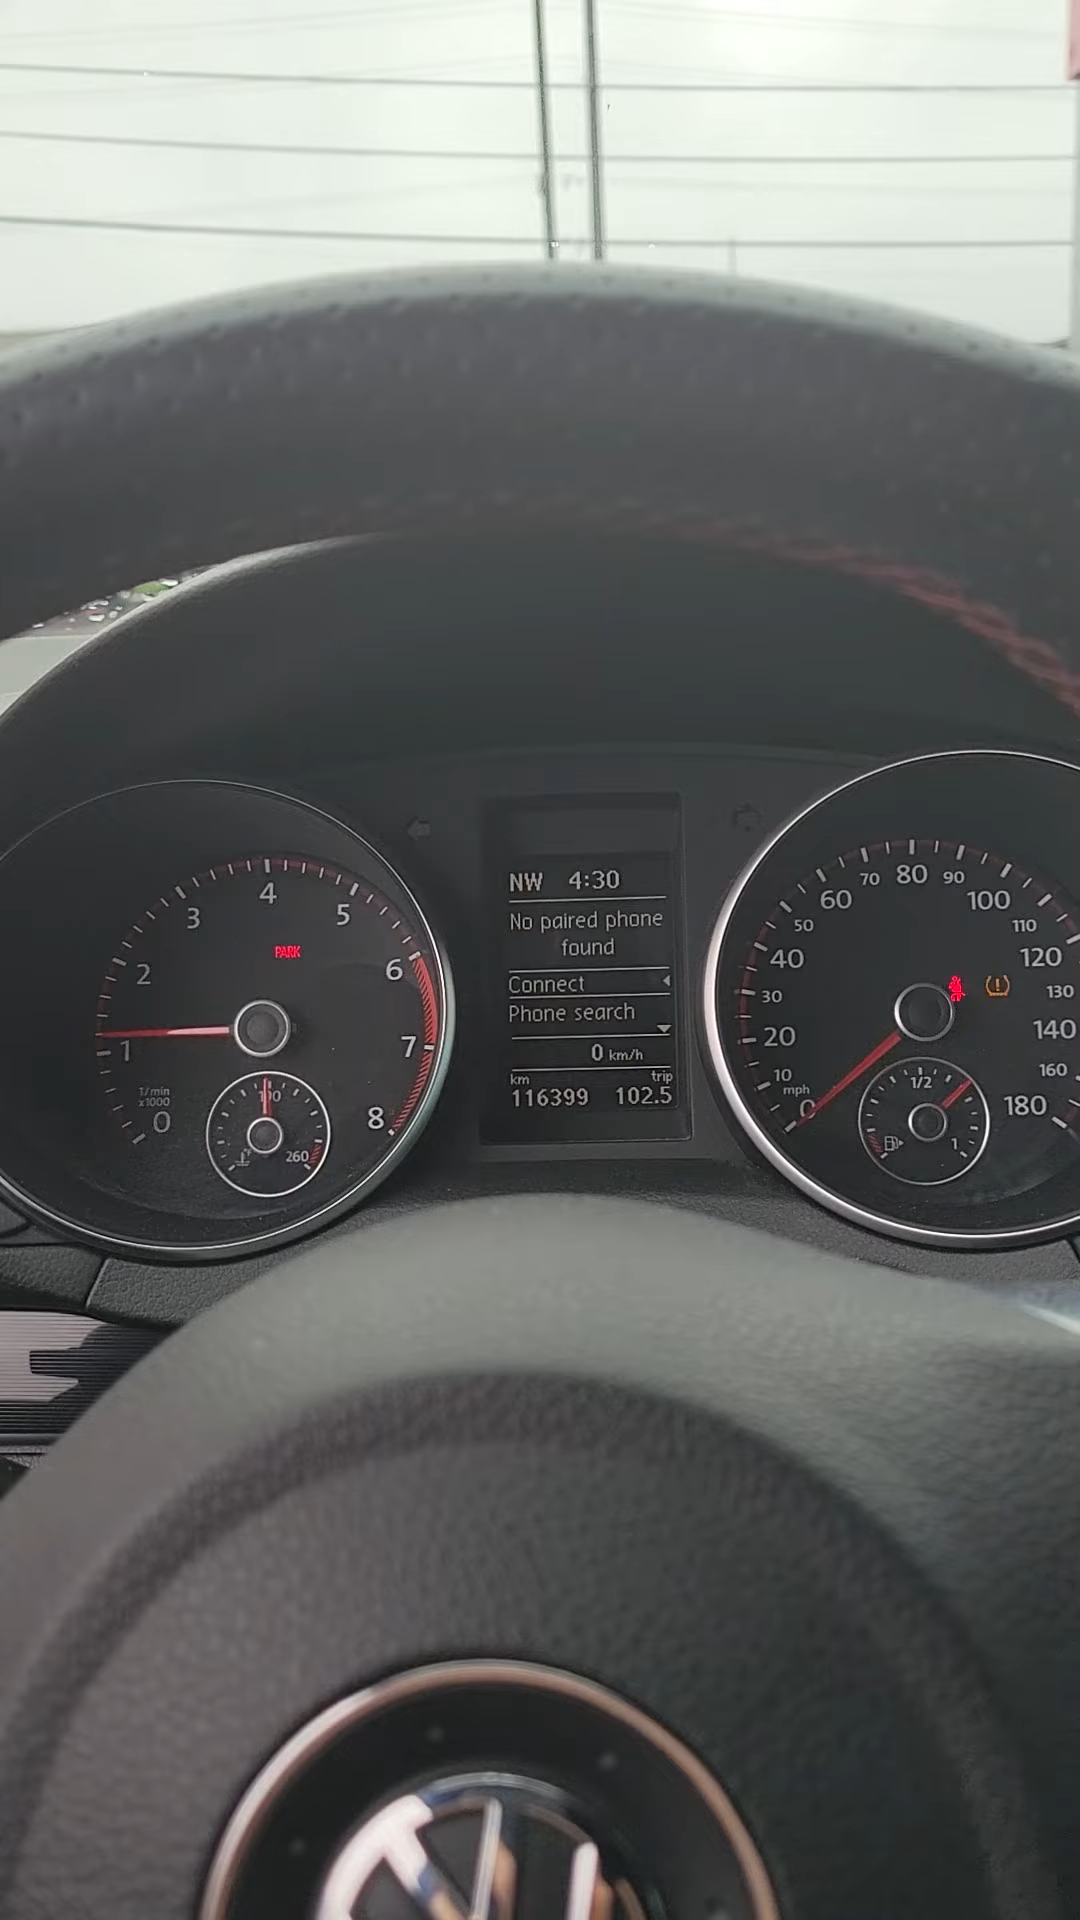 NW 4:30
No paired phone
found
Connect
Phone search
0 km/h
km trip
116399 102.5
PARK
0 1 2 3 4 5 6 7 8
1/min
x1000
°F
260
0 10 20 30 40 50 60 70 80 90 100 110 120 130 140 160 180
mph
1/2
1